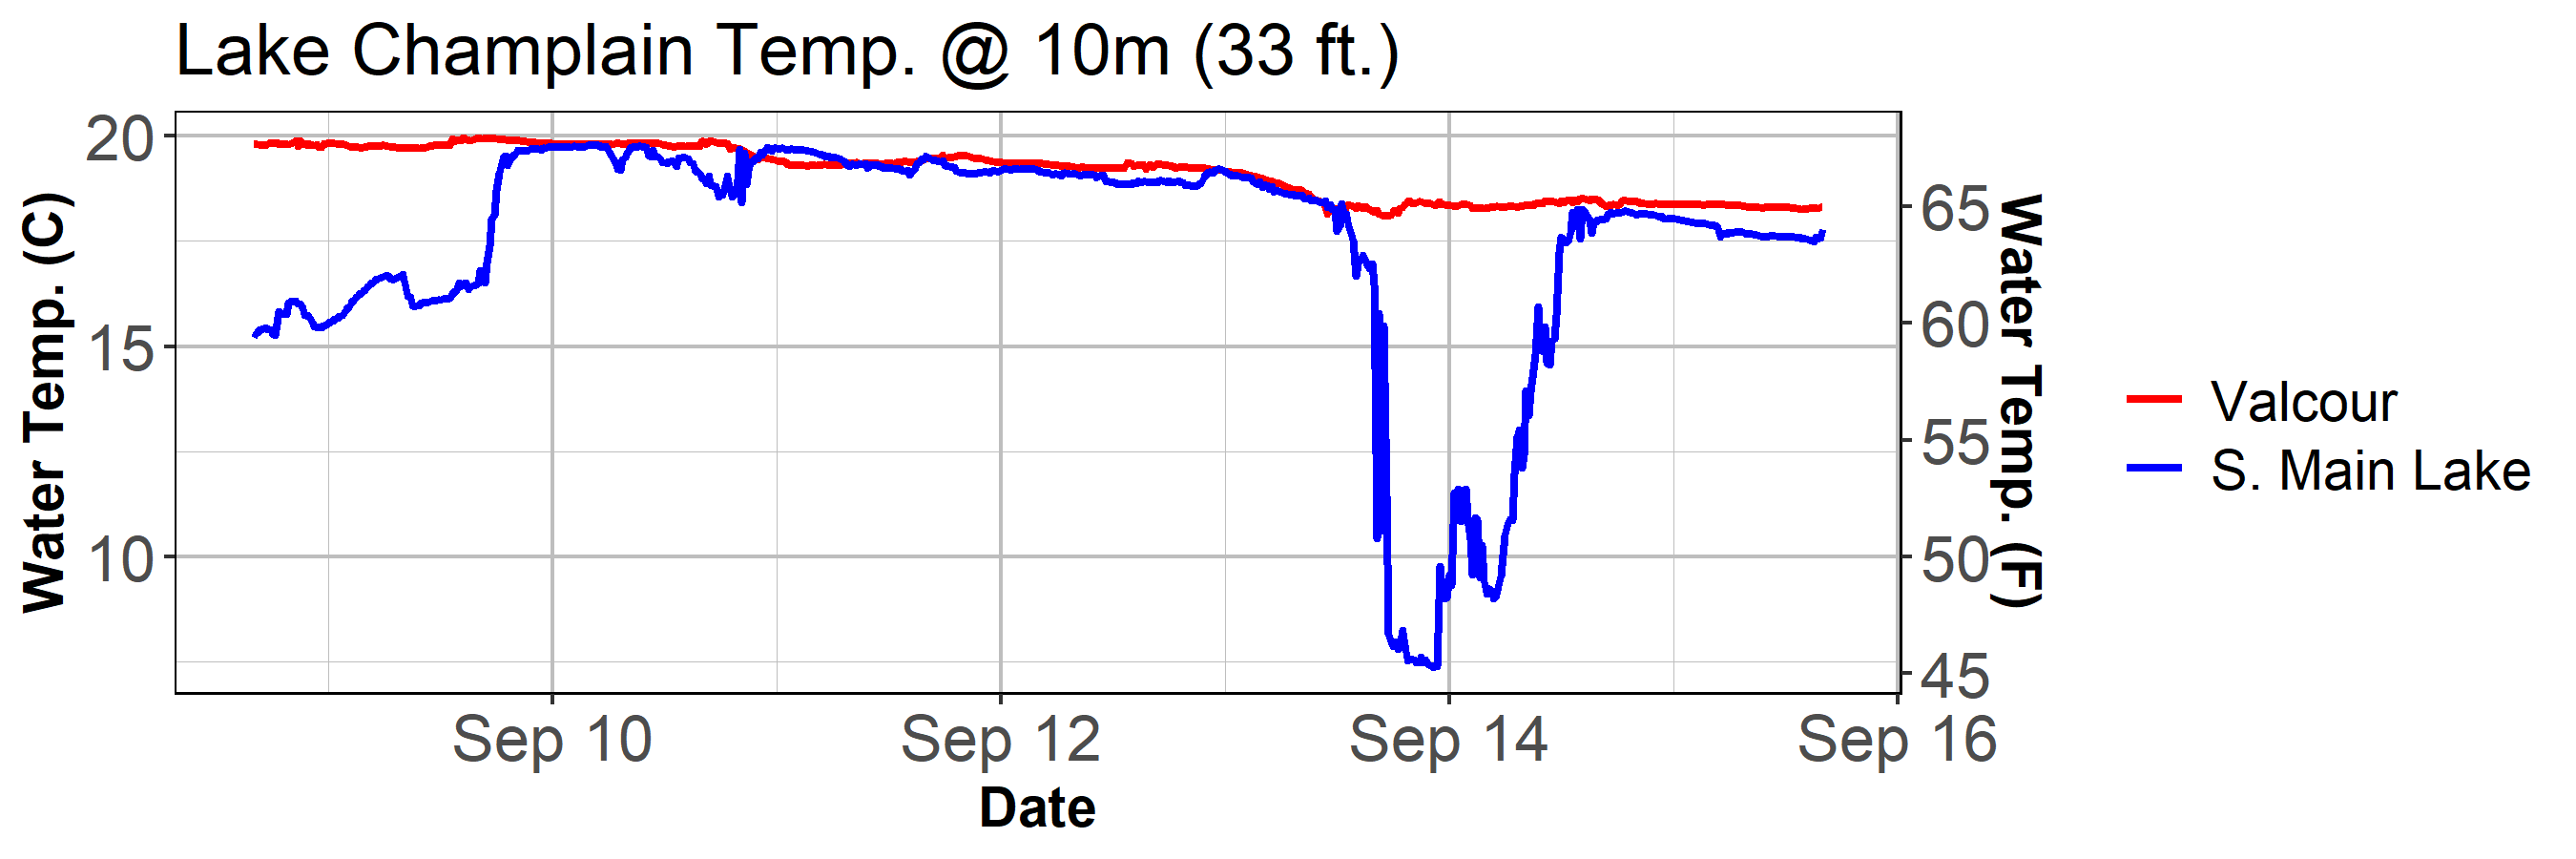 Lake Champlain Temp. @ 10m (33 ft.)
Water Temp. (C)
20
15
10
65
60
55
50
45
Water Temp. (F)
Sep 10
Sep 12
Sep 14
Sep 16
Date
Valcour
S. Main Lake